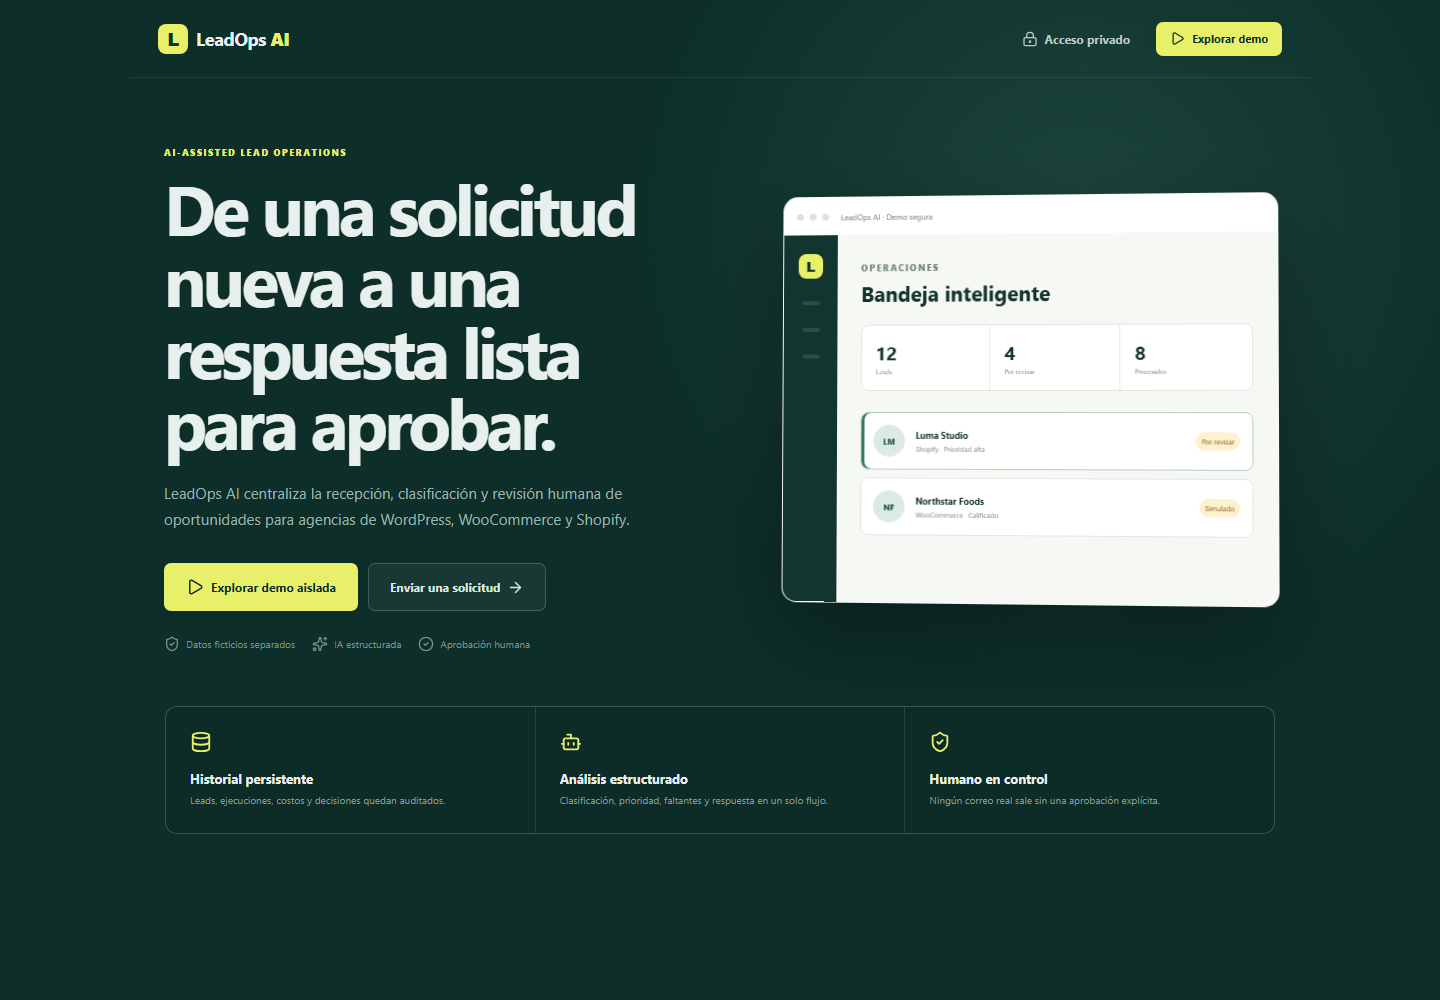 L LeadOps AI
Acceso privado
Explorar demo
AI-ASSISTED LEAD OPERATIONS
De una solicitud
nueva a una
respuesta lista
para aprobar.
LeadOps AI centraliza la recepción, clasificación y revisión humana de
oportunidades para agencias de WordPress, WooCommerce y Shopify.
Explorar demo aislada
Enviar una solicitud
Datos ficticios separados
IA estructurada
Aprobación humana
LeadOps AI · Demo segura
L
OPERACIONES
Bandeja inteligente
12
Leads
4
Por revisar
8
Procesados
LM
Luma Studio
Shopify · Prioridad alta
Por revisar
NF
Northstar Foods
WooCommerce · Calificado
Simulado
Historial persistente
Leads, ejecuciones, costos y decisiones quedan auditados.
Análisis estructurado
Clasificación, prioridad, faltantes y respuesta en un solo flujo.
Humano en control
Ningún correo real sale sin una aprobación explícita.